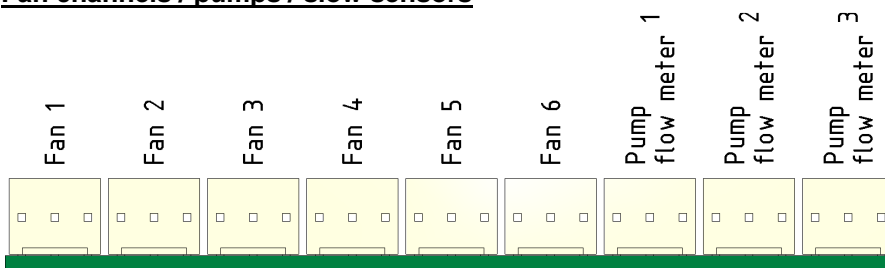 Fan channels / pumps / sensors
Fan 1
Fan 2
Fan 3
Fan 4
Fan 5
Fan 6
Pump
flow meter
1
Pump
flow meter
2
Pump
flow meter
3